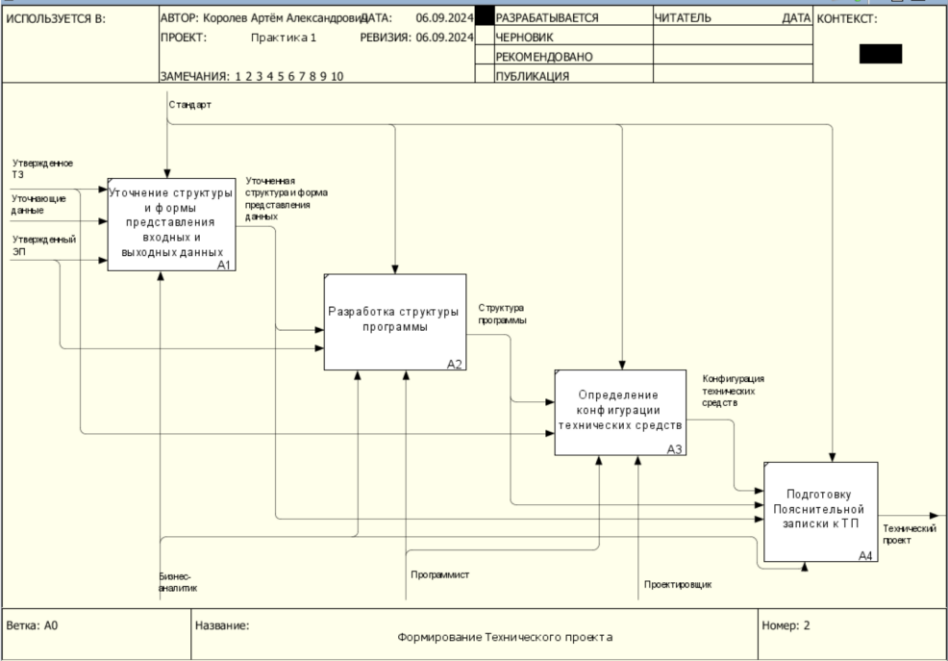 ИСПОЛЬЗУЕТСЯ В:
АВТОР: Королев Артём Александрович
ДАТА: 06.09.2024
ПРОЕКТ: Практика 1
РЕВИЗИЯ: 06.09.2024
ЗАМЕЧАНИЯ: 1 2 3 4 5 6 7 8 9 10
РАЗРАБАТЫВАЕТСЯ
ЧЕРНОВИК
РЕКОМЕНДОВАНО
ПУБЛИКАЦИЯ
ЧИТАТЕЛЬ
ДАТА
КОНТЕКСТ:
Стандарт
Утвержденное
ТЗ
Уточняющие
данные
Утвержденный
ЭП
Уточнение структуры
и формы
представления
входных и
выходных данных
A1
Уточненная
структура и форма
представления
данных
Разработка структуры
программы
A2
Структура
программы
Определение
конфигурации
технических средств
A3
Конфигурация
технических
средств
Подготовку
Пояснительной
записки к ТП
A4
Технический
проект
Бизнес-
аналитик
Программист
Проектировщик
Ветка: A0
Название:
Формирование Технического проекта
Номер: 2